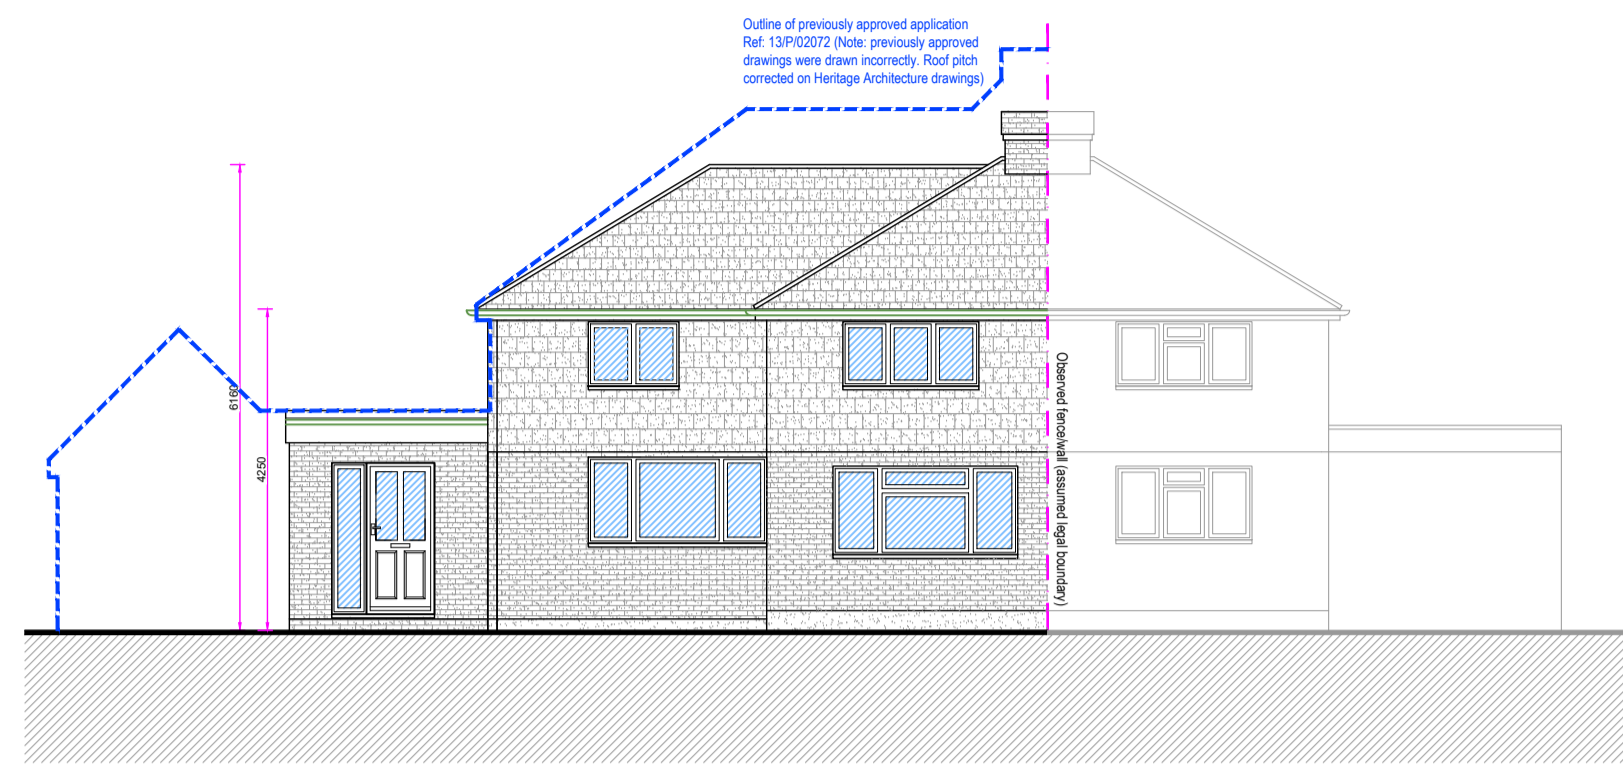 Outline of previously approved application
Ref: 13/P/02072 (Note: previously approved
drawings were drawn incorrectly. Roof pitch
corrected on Heritage Architecture drawings)
6160
4250
Observed fence/wall (assumed legal boundary)